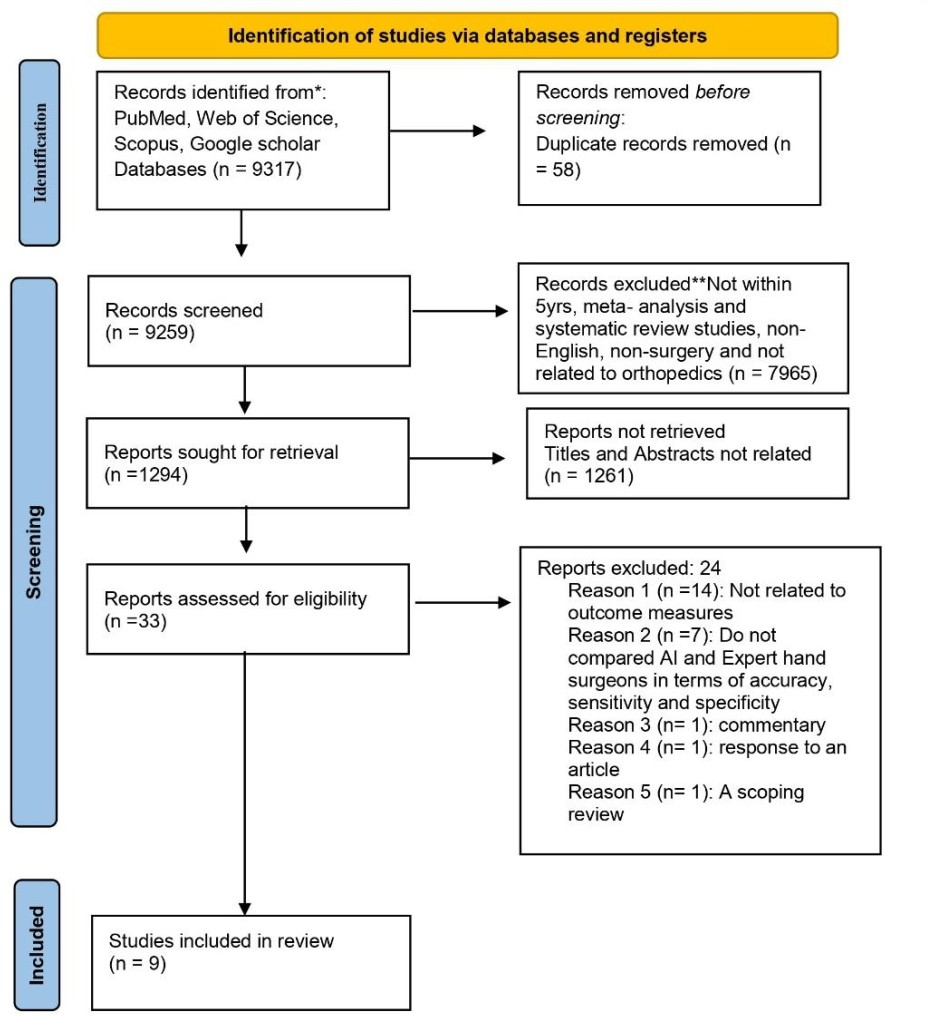 Identification of studies via databases and registers
Identification
Records identified from*:
PubMed, Web of Science,
Scopus, Google scholar
Databases (n = 9317)
Records removed before
screening:
Duplicate records removed (n
= 58)
Screening
Records screened
(n = 9259)
Records excluded**Not within
5yrs, meta- analysis and
systematic review studies, non-
English, non-surgery and not
related to orthopedics (n = 7965)
Reports sought for retrieval
(n =1294)
Reports not retrieved
Titles and Abstracts not related
(n = 1261)
Reports assessed for eligibility
(n =33)
Reports excluded: 24
Reason 1 (n =14): Not related to
outcome measures
Reason 2 (n =7): Do not
compared AI and Expert hand
surgeons in terms of accuracy,
sensitivity and specificity
Reason 3 (n= 1): commentary
Reason 4 (n= 1): response to an
article
Reason 5 (n= 1): A scoping
review
Included
Studies included in review
(n = 9)